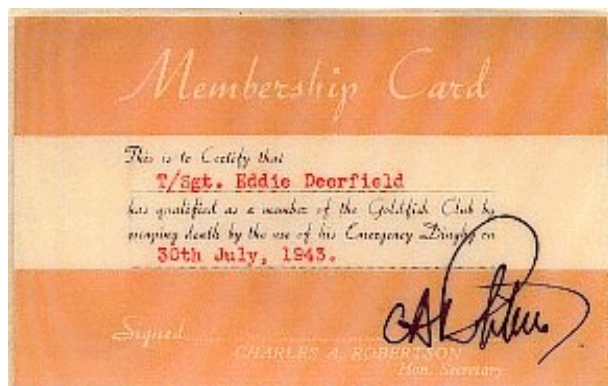 Membership Card
This is to Certify that
T/Sgt. Eddie Deerfield
has qualified as a member of the Goldfish Club by
escaping death by the use of his Emergency Dinghy on
30th July, 1943.
Signed
CHARLES A. ROBERTSON
Hon. Secretary